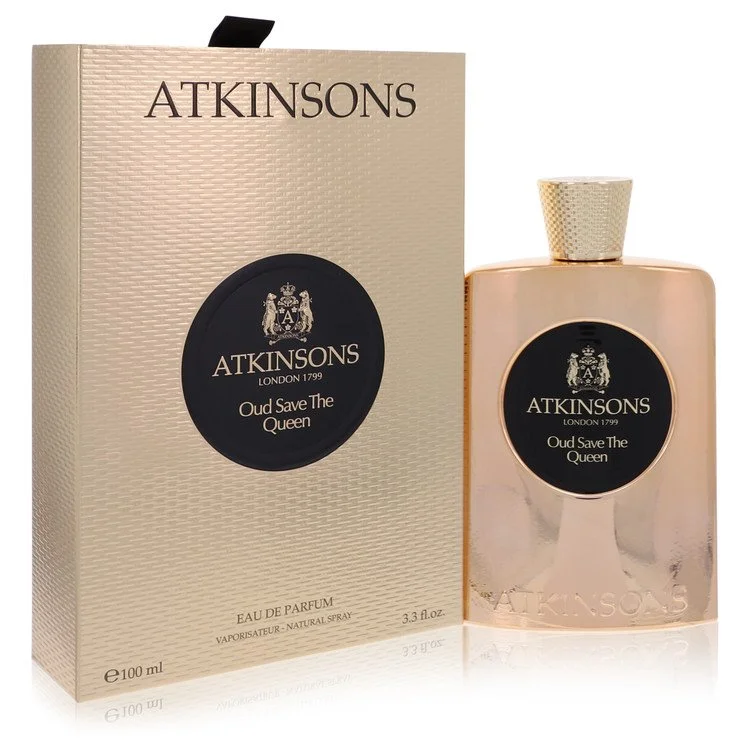 ATKINSONS
A
ATKINSONS
LONDON 1799
Oud Save The
Queen
EAU DE PARFUM
VAPORISATEUR - NATURAL SPRAY
3.3 fl.oz.
℮100 ml
A
ATKINSONS
LONDON 1799
Oud Save The
Queen
ATKINSONS